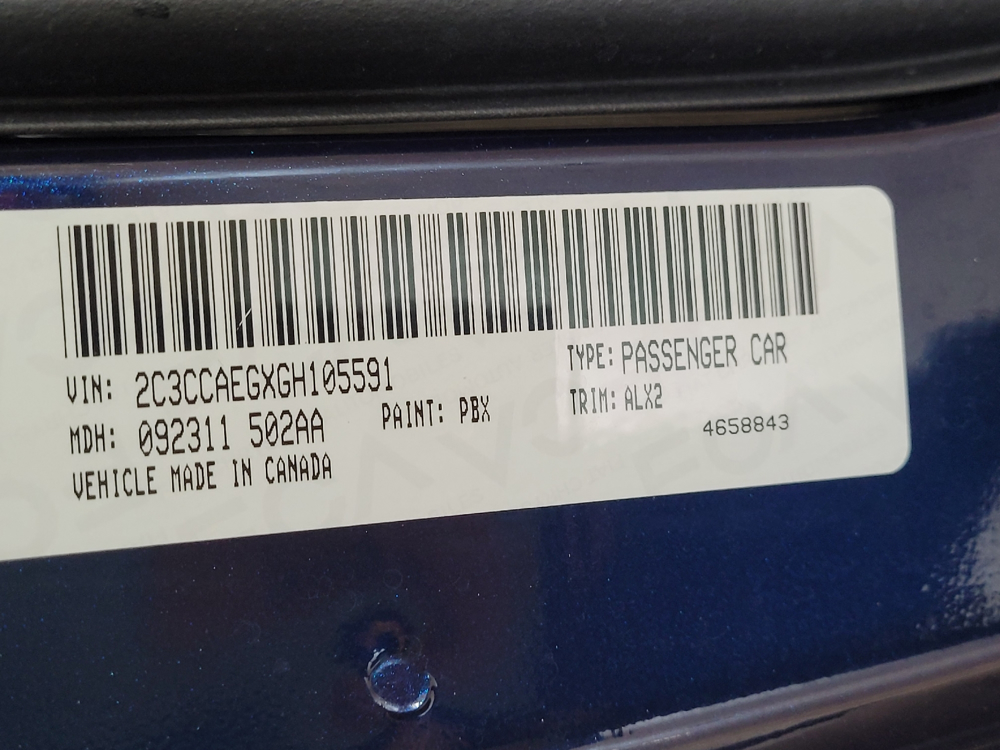 VIN: 2C3CCAEGXGH105591
TYPE: PASSENGER CAR
MDH: 092311 502AA
PAINT: PBX
TRIM: ALX2
VEHICLE MADE IN CANADA
4658843